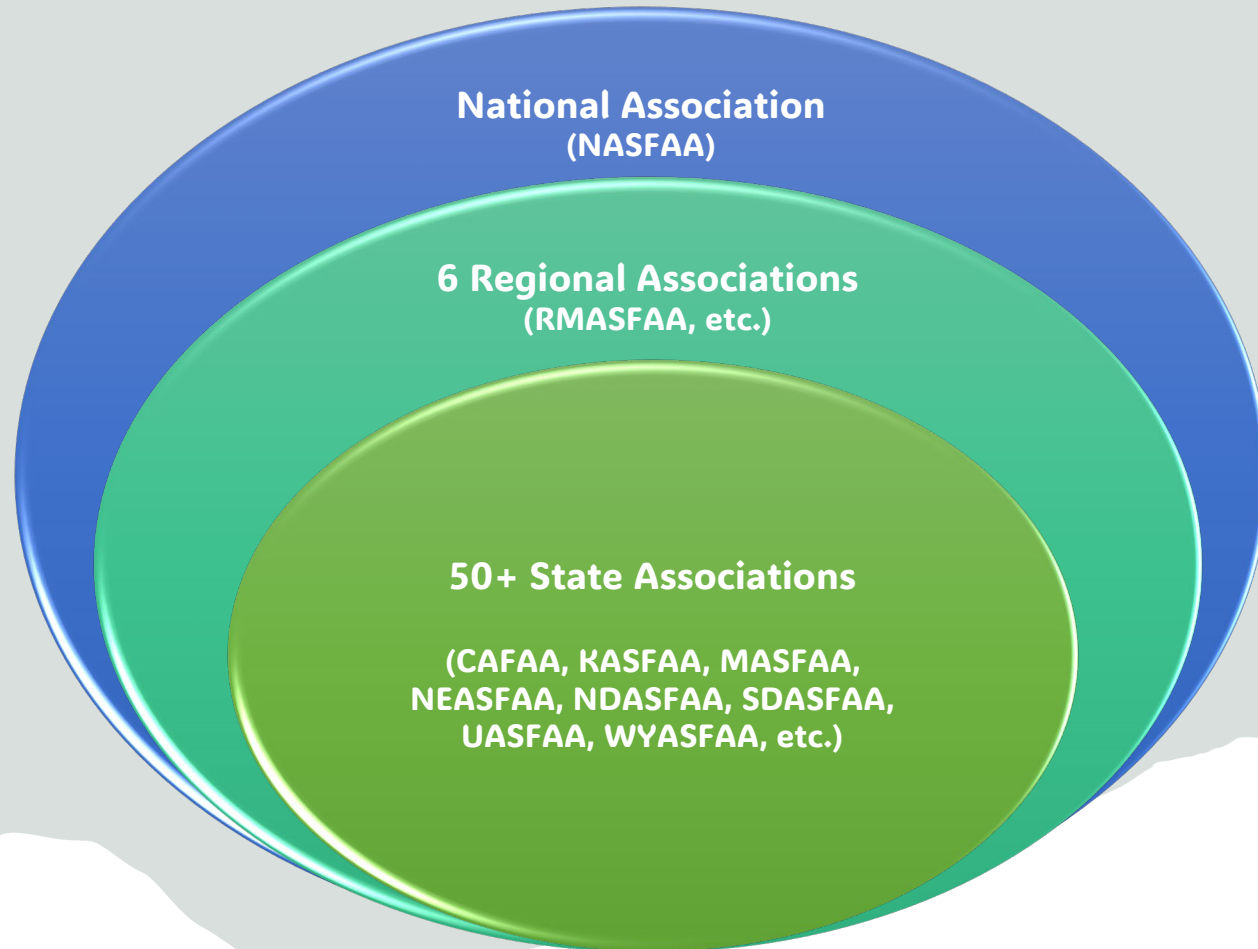 National Association
(NASFAA)
6 Regional Associations
(RMASFAA, etc.)
50+ State Associations
(CAFAA, KASFAA, MASFAA,
NEASFAA, NDASFAA, SDASFAA,
UASFAA, WYASFAA, etc.)